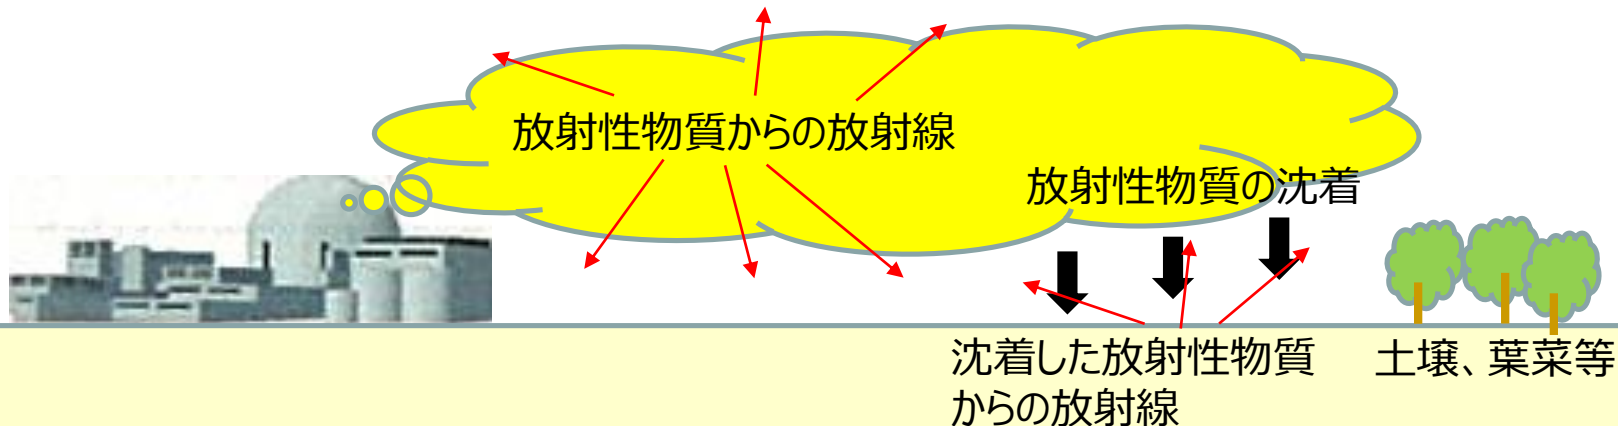 放射性物質からの放射線
放射性物質の沈着
沈着した放射性物質
からの放射線
土壌、葉菜等